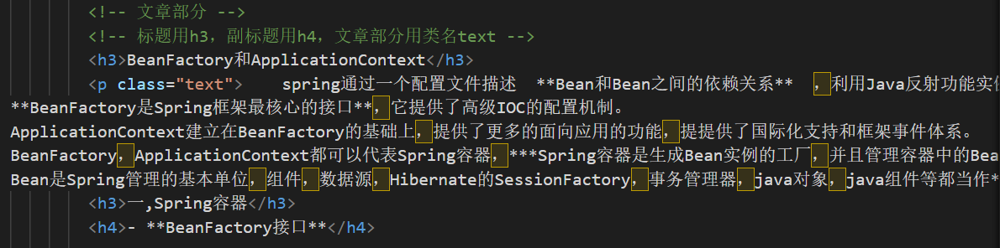 <!-- 文章部分 -->
<!-- 标题用h3，副标题用h4，文章部分用类名text -->
<h3>BeanFactory和ApplicationContext</h3>
<p class="text">    spring通过一个配置文件描述  **Bean和Bean之间的依赖关系**  ，利用Java反射功能实
**BeanFactory是Spring框架最核心的接口**，它提供了高级IOC的配置机制。
ApplicationContext建立在BeanFactory的基础上，提供了更多的面向应用的功能，提提供了国际化支持和框架事件体系。
BeanFactory，ApplicationContext都可以代表Spring容器，***Spring容器是生成Bean实例的工厂，并且管理容器中的Bea
Bean是Spring管理的基本单位，组件，数据源，Hibernate的SessionFactory，事务管理器，java对象，java组件等都当作*
<h3>一,Spring容器</h3>
<h4>- **BeanFactory接口**</h4>